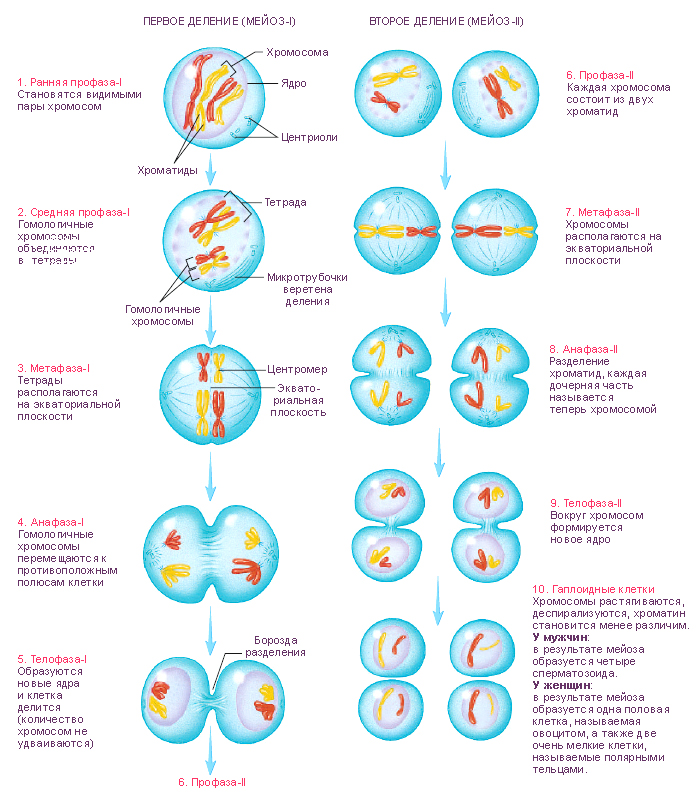 ПЕРВОЕ ДЕЛЕНИЕ (МЕЙОЗ-I)
1. Ранняя профаза-I
Становятся видимыми
пары хромосом
Хромосома
Ядро
Центриоли
Хроматиды
2. Средняя профаза-I
Гомологичные
хромосомы
объединяются
в тетрады
Тетрада
Микротрубочки
веретена
деления
Гомологичные
хромосомы
3. Метафаза-I
Тетрады
располагаются
на экваториальной
плоскости
Центромер
Эквато-
риальная
плоскость
4. Анафаза-I
Гомологичные
хромосомы
перемещаются к
противоположным
полюсам клетки
5. Телофаза-I
Образуются
новые ядра
и клетка
делится
(количество
хромосом не
удваиваются)
Борозда
разделения
6. Профаза-II
ВТОРОЕ ДЕЛЕНИЕ (МЕЙОЗ-II)
6. Профаза-II
Каждая хромосома
состоит из двух
хроматид
7. Метафаза-II
Хромосомы
располагаются на
экваториальной
плоскости
8. Анафаза-II
Разделение
хроматид, каждая
дочерняя часть
называется
теперь хромосомой
9. Телофаза-II
Вокруг хромосом
формируется
новое ядро
10. Гаплоидные клетки
Хромосомы растягиваются,
деспирализуются, хроматин
становится менее различим.
У мужчин:
в результате мейоза
образуется четыре
сперматозоида.
У женщин:
в результате мейоза
образуется одна половая
клетка, называемая
овоцитом, а также две
очень мелкие клетки,
называемые полярными
тельцами.